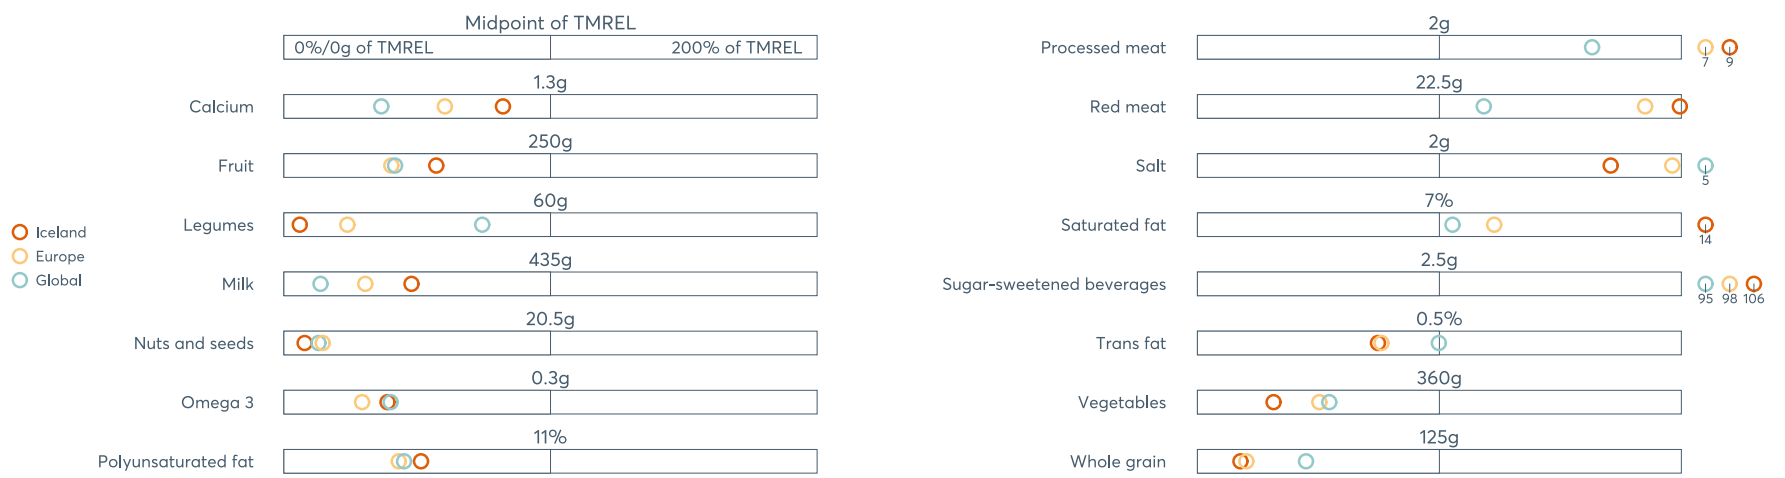 Midpoint of TMREL
0%/0g of TMREL
200% of TMREL
1.3g
Calcium
250g
Fruit
60g
Legumes
435g
Milk
20.5g
Nuts and seeds
0.3g
Omega 3
11%
Polyunsaturated fat
Iceland
Europe
Global
2g
Processed meat
7 9
22.5g
Red meat
2g
Salt
5
7%
Saturated fat
14
2.5g
Sugar-sweetened beverages
95 98 106
0.5%
Trans fat
360g
Vegetables
125g
Whole grain